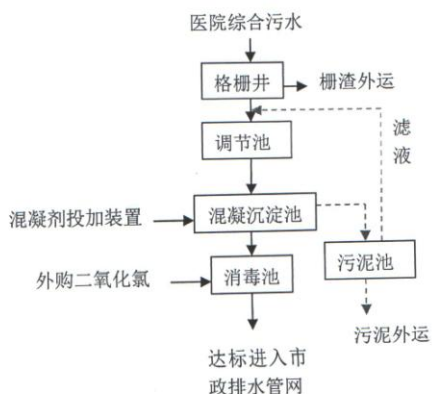 医院综合污水
格栅井
栅渣外运
滤
液
调节池
混凝剂投加装置
混凝沉淀池
外购二氧化氯
消毒池
污泥池
污泥外运
达标进入市
政排水管网